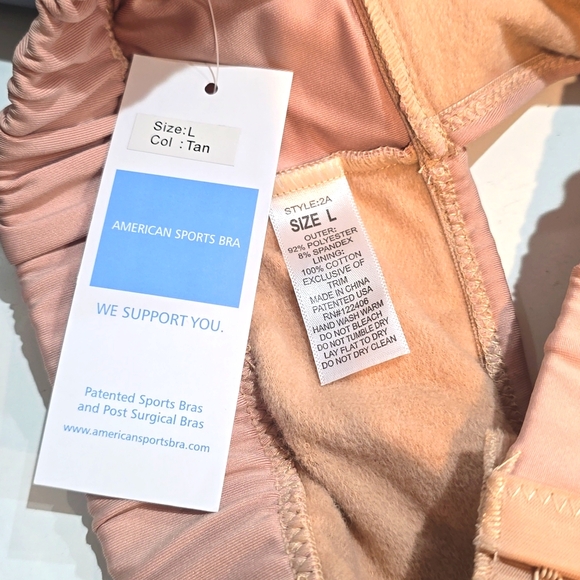 Size:L
Col :Tan
AMERICAN SPORTS BRA
WE SUPPORT YOU.
Patented Sports Bras
and Post Surgical Bras
www.americansportsbra.com
STYLE:2A
SIZE L
OUTER:
92% POLYESTER
8% SPANDEX
LINING:
100% COTTON
EXCLUSIVE OF
TRIM
MADE IN CHINA
PATENTED USA
RN#122406
HAND WASH WARM
DO NOT BLEACH
DO NOT TUMBLE DRY
LAY FLAT TO DRY
DO NOT DRY CLEAN